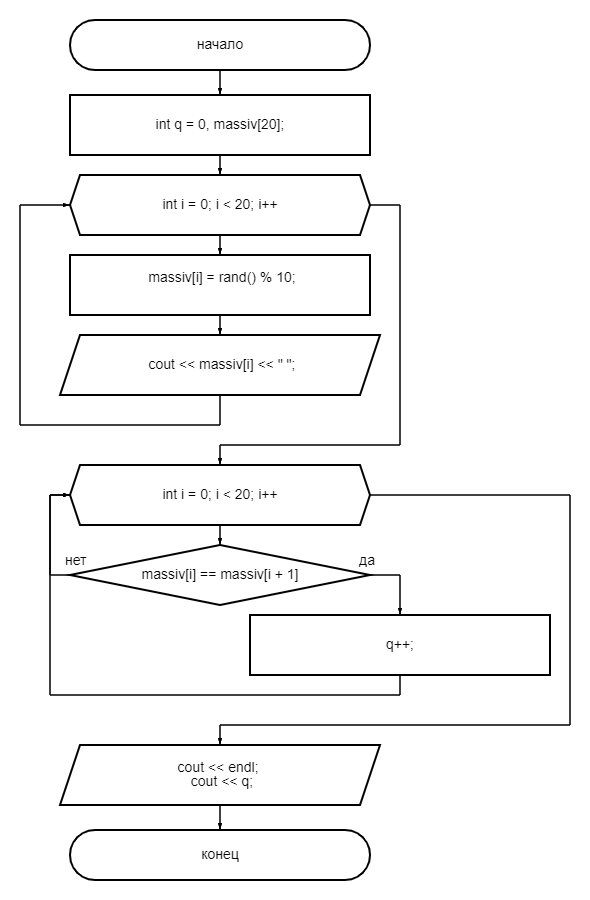 начало
int q = 0, massiv[20];
int i = 0; i < 20; i++
massiv[i] = rand() % 10;
cout << massiv[i] << " ";
int i = 0; i < 20; i++
нет
да
massiv[i] == massiv[i + 1]
q++;
cout << endl;
cout << q;
конец